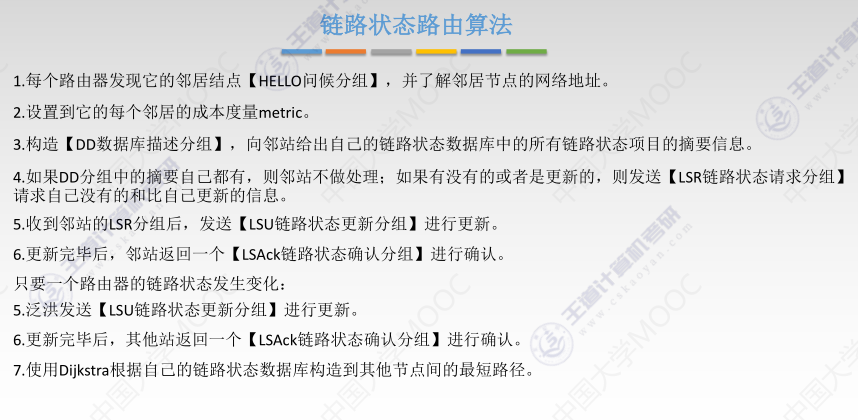 链路状态路由算法
1.每个路由器发现它的邻居结点【HELLO问候分组】，并了解邻居节点的网络地址。
2.设置到它的每个邻居的成本度量metric。
3.构造【DD数据库描述分组】，向邻站给出自己的链路状态数据库中的所有链路状态项目的摘要信息。
4.如果DD分组中的摘要自己都有，则邻站不做处理；如果有没有的或者是更新的，则发送【LSR链路状态请求分组】
请求自己没有的和比自己更新的信息。
5.收到邻站的LSR分组后，发送【LSU链路状态更新分组】进行更新。
6.更新完毕后，邻站返回一个【LSAck链路状态确认分组】进行确认。
只要一个路由器的链路状态发生变化：
5.泛洪发送【LSU链路状态更新分组】进行更新。
6.更新完毕后，其他站返回一个【LSAck链路状态确认分组】进行确认。
7.使用Dijkstra根据自己的链路状态数据库构造到其他节点间的最短路径。
王道计算机考研
www.cskaoyan.com
中国大学MOOC